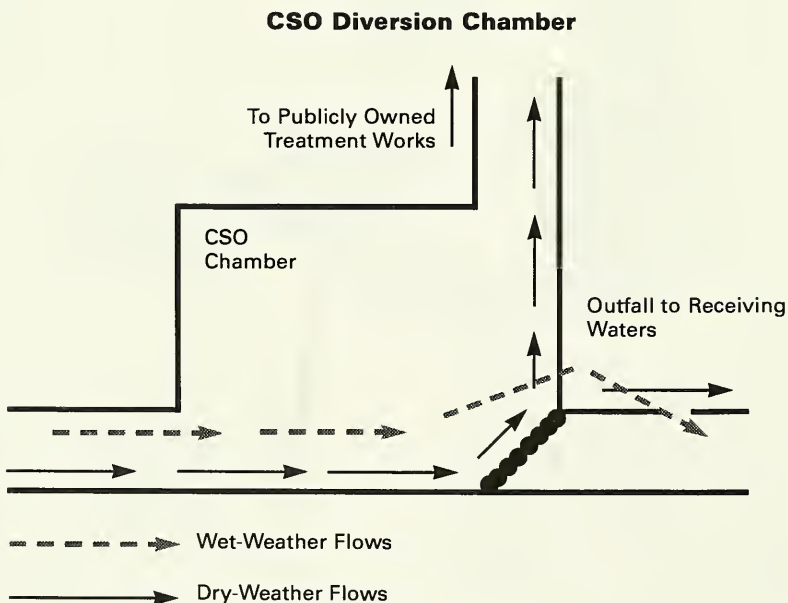 CSO Diversion Chamber
To Publicly Owned
Treatment Works
CSO
Chamber
Outfall to Receiving
Waters
Wet-Weather Flows
Dry-Weather Flows